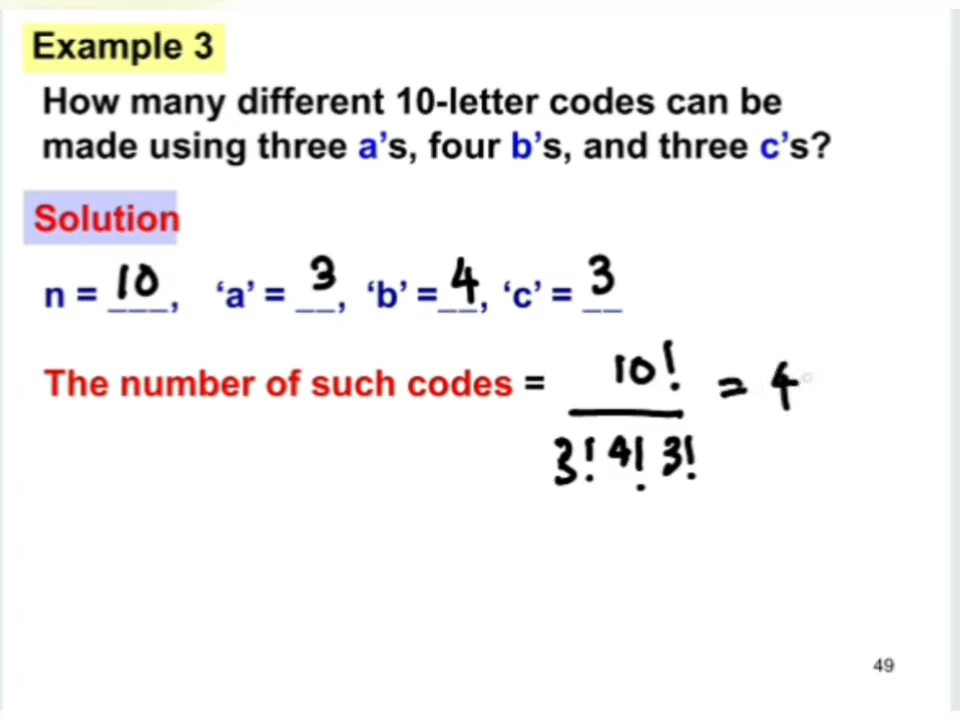 Example 3
How many different 10-letter codes can be
made using three a's, four b's, and three c's?
Solution
n = 10, ‘a’ = 3, ‘b’ = 4, ‘c’ = 3
The number of such codes = 10! / 3! 4! 3! = 4
49